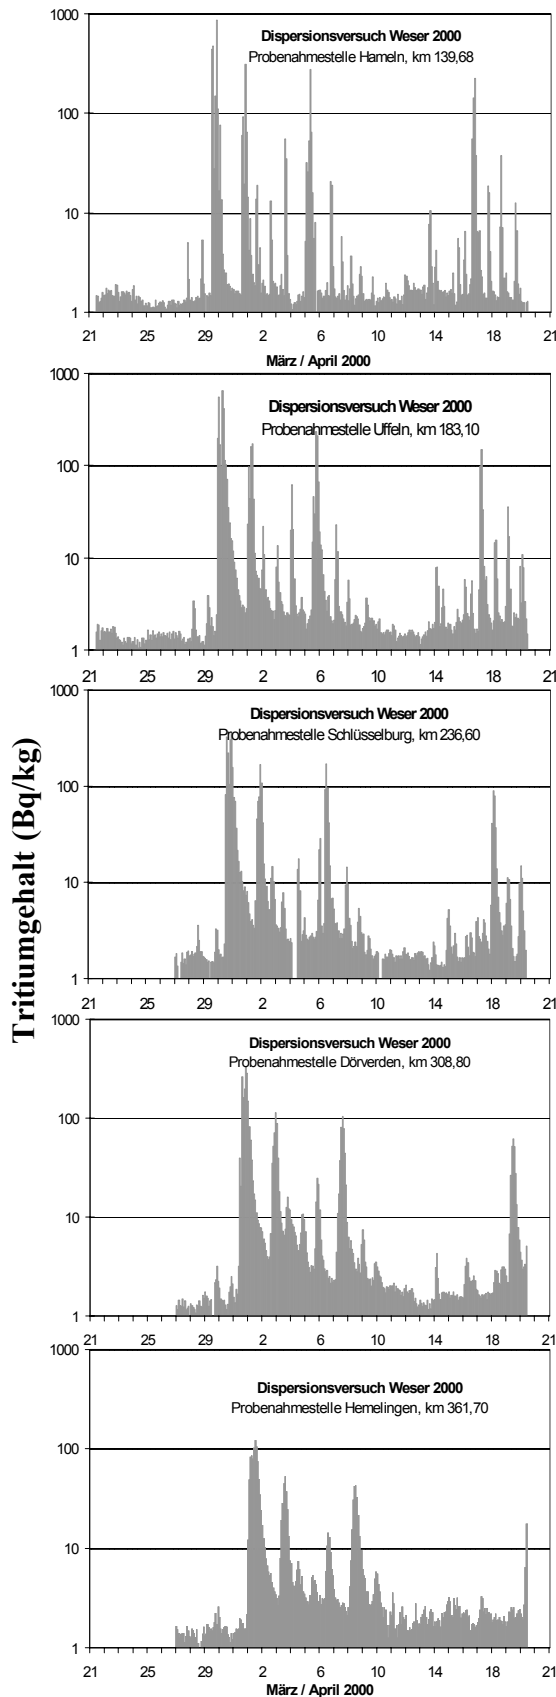 Tritiumgehalt (Bq/kg)
Dispersionsversuch Weser 2000
Probenahmestelle Hameln, km 139,68
1000
100
10
1
21 25 29 2 6 10 14 18 21
März / April 2000
Dispersionsversuch Weser 2000
Probenahmestelle Uffeln, km 183,10
1000
100
10
1
21 25 29 2 6 10 14 18 21
Dispersionsversuch Weser 2000
Probenahmestelle Schlüsselburg, km 236,60
1000
100
10
1
21 25 29 2 6 10 14 18 21
Dispersionsversuch Weser 2000
Probenahmestelle Dörverden, km 308,80
1000
100
10
1
21 25 29 2 6 10 14 18 21
Dispersionsversuch Weser 2000
Probenahmestelle Hemelingen, km 361,70
1000
100
10
1
21 25 29 2 6 10 14 18 21
März / April 2000